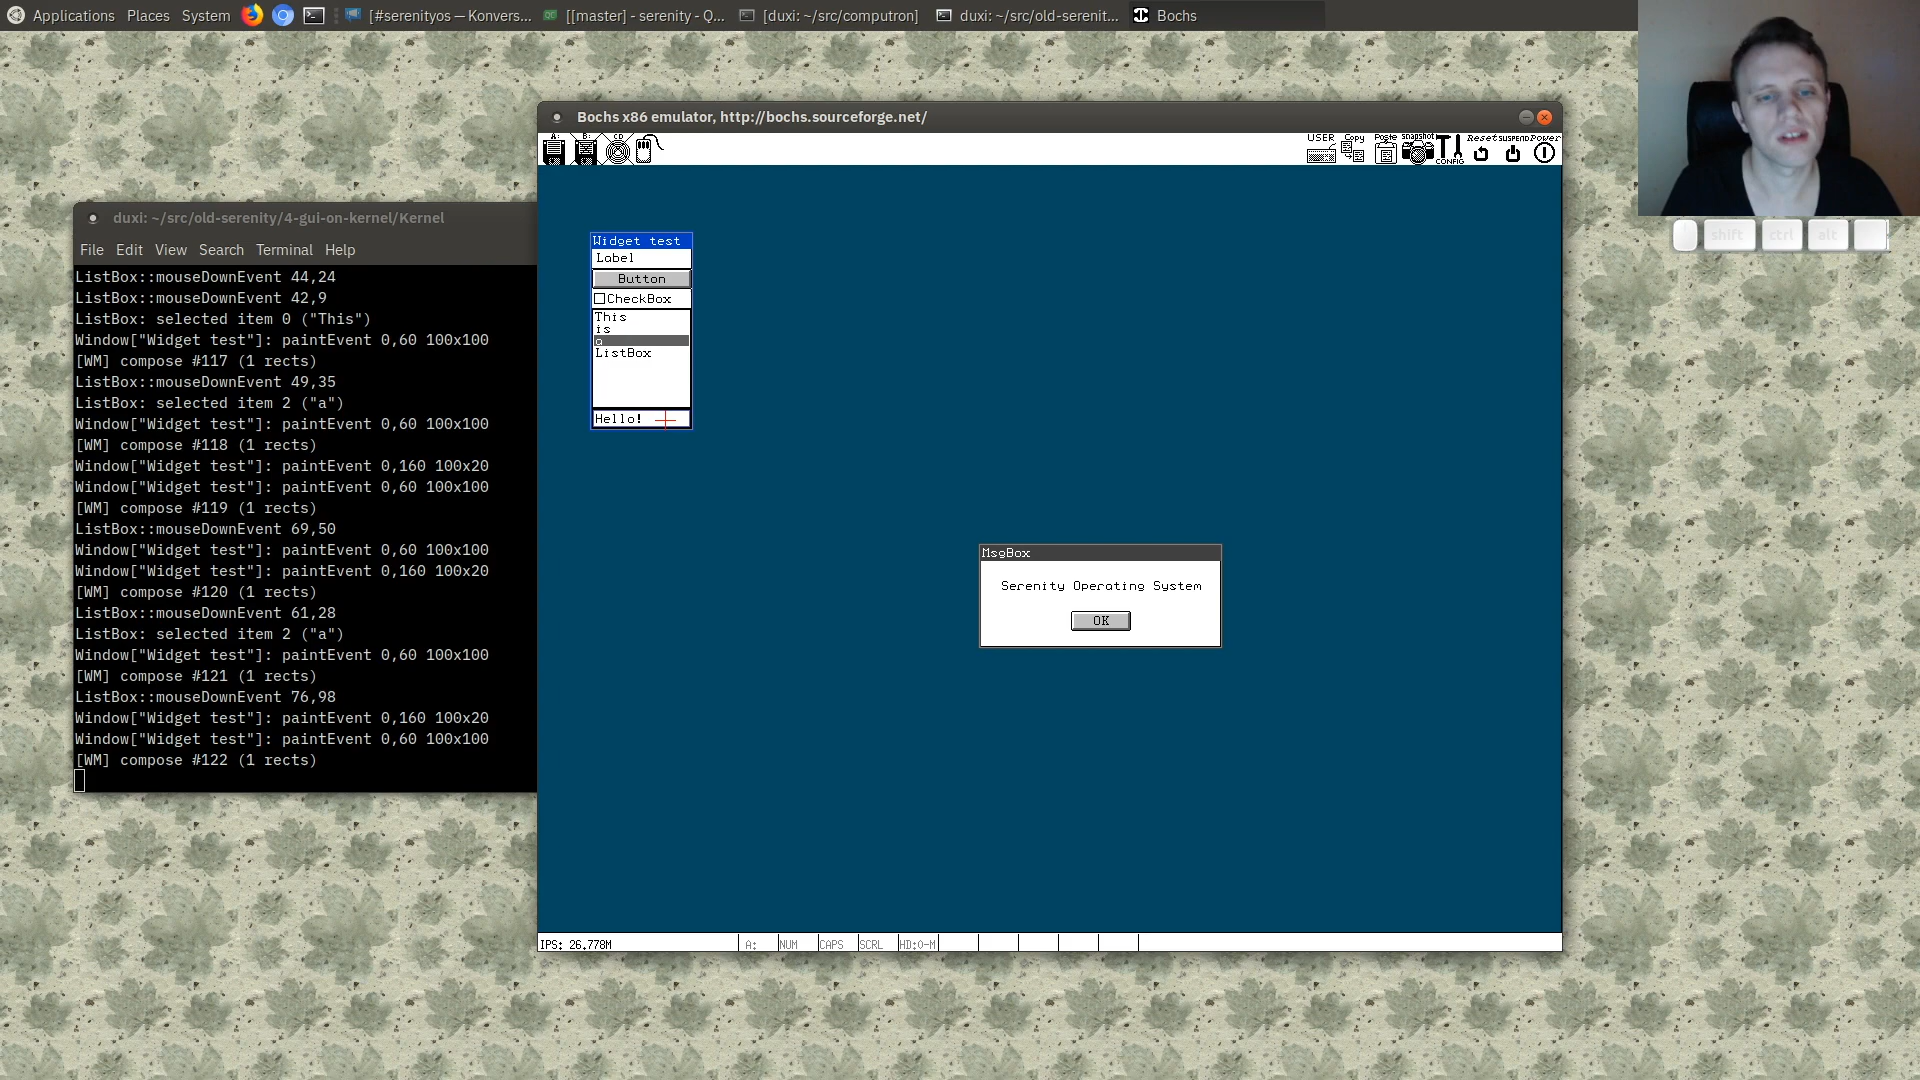 Applications Places System [#serenityos — Konvers... [[master] - serenity - Q... [duxi: ~/src/computron] duxi: ~/src/old-serenit... Bochs
Bochs x86 emulator, http://bochs.sourceforge.net/
A: B: CD USER Copy Paste snapshot CONFIG Reset SUSPEND Power
duxi: ~/src/old-serenity/4-gui-on-kernel/Kernel
File Edit View Search Terminal Help
ListBox::mouseDownEvent 44,24
ListBox::mouseDownEvent 42,9
ListBox: selected item 0 ("This")
Window["Widget test"]: paintEvent 0,60 100x100
[WM] compose #117 (1 rects)
ListBox::mouseDownEvent 49,35
ListBox: selected item 2 ("a")
Window["Widget test"]: paintEvent 0,60 100x100
[WM] compose #118 (1 rects)
Window["Widget test"]: paintEvent 0,160 100x20
Window["Widget test"]: paintEvent 0,60 100x100
[WM] compose #119 (1 rects)
ListBox::mouseDownEvent 69,50
Window["Widget test"]: paintEvent 0,60 100x100
Window["Widget test"]: paintEvent 0,160 100x20
[WM] compose #120 (1 rects)
ListBox::mouseDownEvent 61,28
ListBox: selected item 2 ("a")
Window["Widget test"]: paintEvent 0,60 100x100
[WM] compose #121 (1 rects)
ListBox::mouseDownEvent 76,98
Window["Widget test"]: paintEvent 0,160 100x20
Window["Widget test"]: paintEvent 0,60 100x100
[WM] compose #122 (1 rects)
Widget test
Label
Button
CheckBox
This
is
a
ListBox
Hello!
MsgBox
Serenity Operating System
OK
IPS: 26.778M A: NUM CAPS SCRL HD:0-M
shift ctrl alt